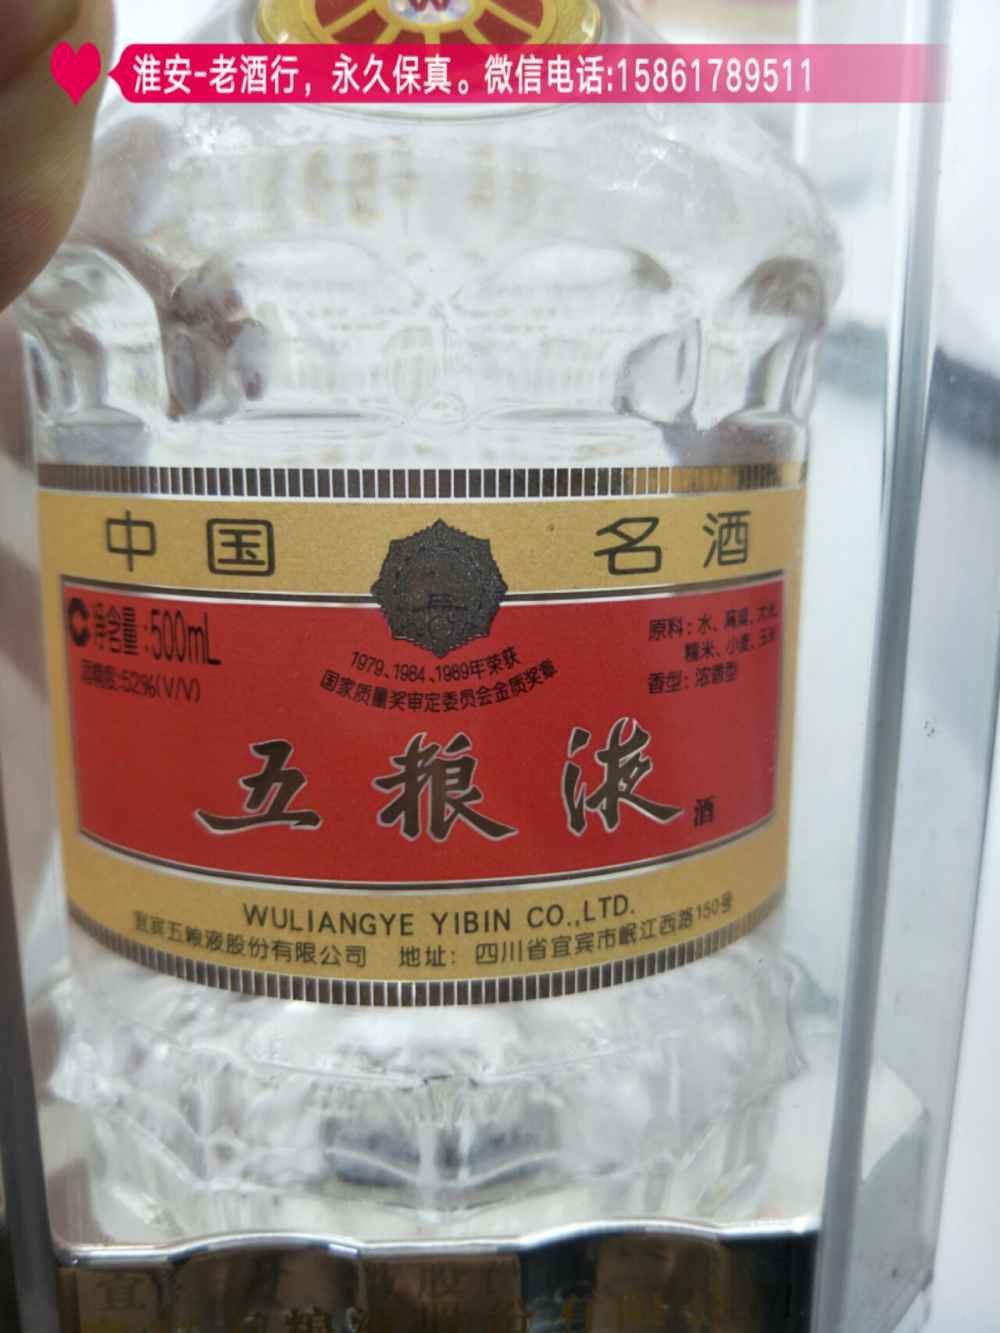 W
淮安-老酒行，永久保真。微信电话:15861789511
中国 名酒
C 净含量:500mL
酒精度:52%(V/V)
原料:水、高粱、大米、
糯米、小麦、玉米
香型:浓香型
1979、1984、1989年荣获
国家质量奖审定委员会金质奖章
五粮液酒
WULIANGYE YIBIN CO.,LTD.
宜宾五粮液股份有限公司 地址:四川省宜宾市岷江西路150号